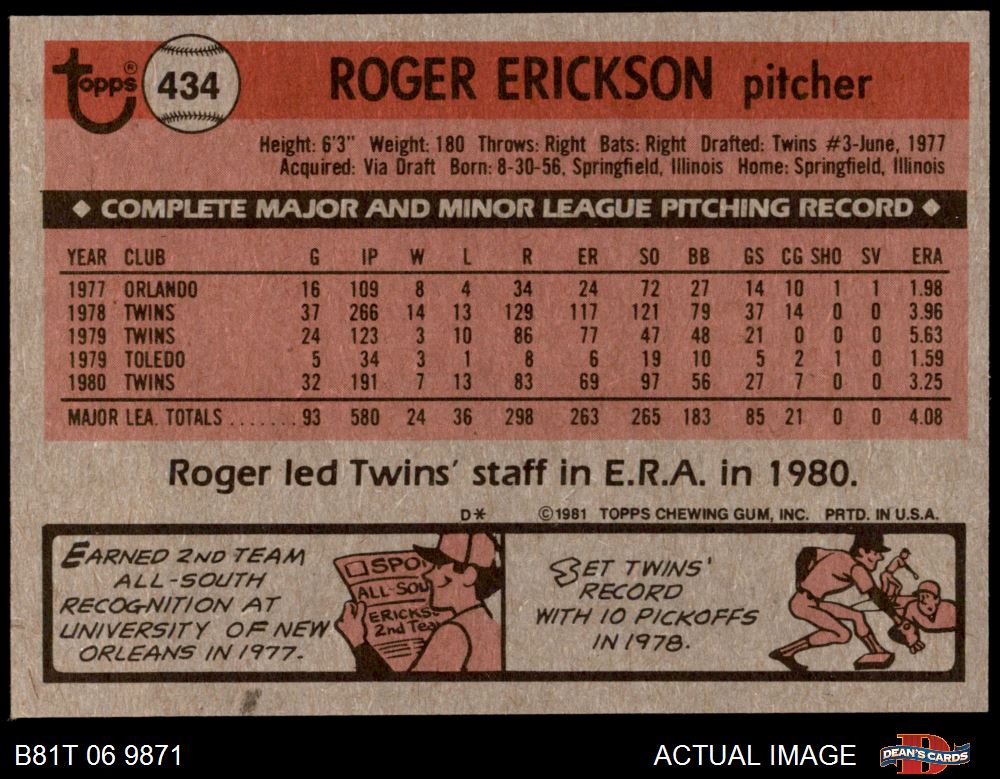 Topps® 434 ROGER ERICKSON pitcher
Height: 6'3" Weight: 180 Throws: Right Bats: Right Drafted: Twins #3-June, 1977
Acquired: Via Draft Born: 8-30-56, Springfield, Illinois Home: Springfield, Illinois
◆ COMPLETE MAJOR AND MINOR LEAGUE PITCHING RECORD ◆
YEAR CLUB G IP W L R ER SO BB GS CG SHO SV ERA
1977 ORLANDO 16 109 8 4 34 24 72 27 14 10 1 1 1.98
1978 TWINS 37 266 14 13 129 117 121 79 37 14 0 0 3.96
1979 TWINS 24 123 3 10 86 77 47 48 21 0 0 0 5.63
1979 TOLEDO 5 34 3 1 8 6 19 10 5 2 1 0 1.59
1980 TWINS 32 191 7 13 83 69 97 56 27 7 0 0 3.25
MAJOR LEA. TOTALS ....... 93 580 24 36 298 263 265 183 85 21 0 0 4.08
Roger led Twins' staff in E.R.A. in 1980.
D* ©1981 TOPPS CHEWING GUM, INC. PRTD. IN U.S.A.
EARNED 2ND TEAM
ALL-SOUTH
RECOGNITION AT
UNIVERSITY OF NEW
ORLEANS IN 1977.
SPO
ALL-SOU
ERICKS
2nd Tea
SET TWINS'
RECORD
WITH 10 PICKOFFS
IN 1978.
B81T 06 9871 ACTUAL IMAGE DEAN'S CARDS